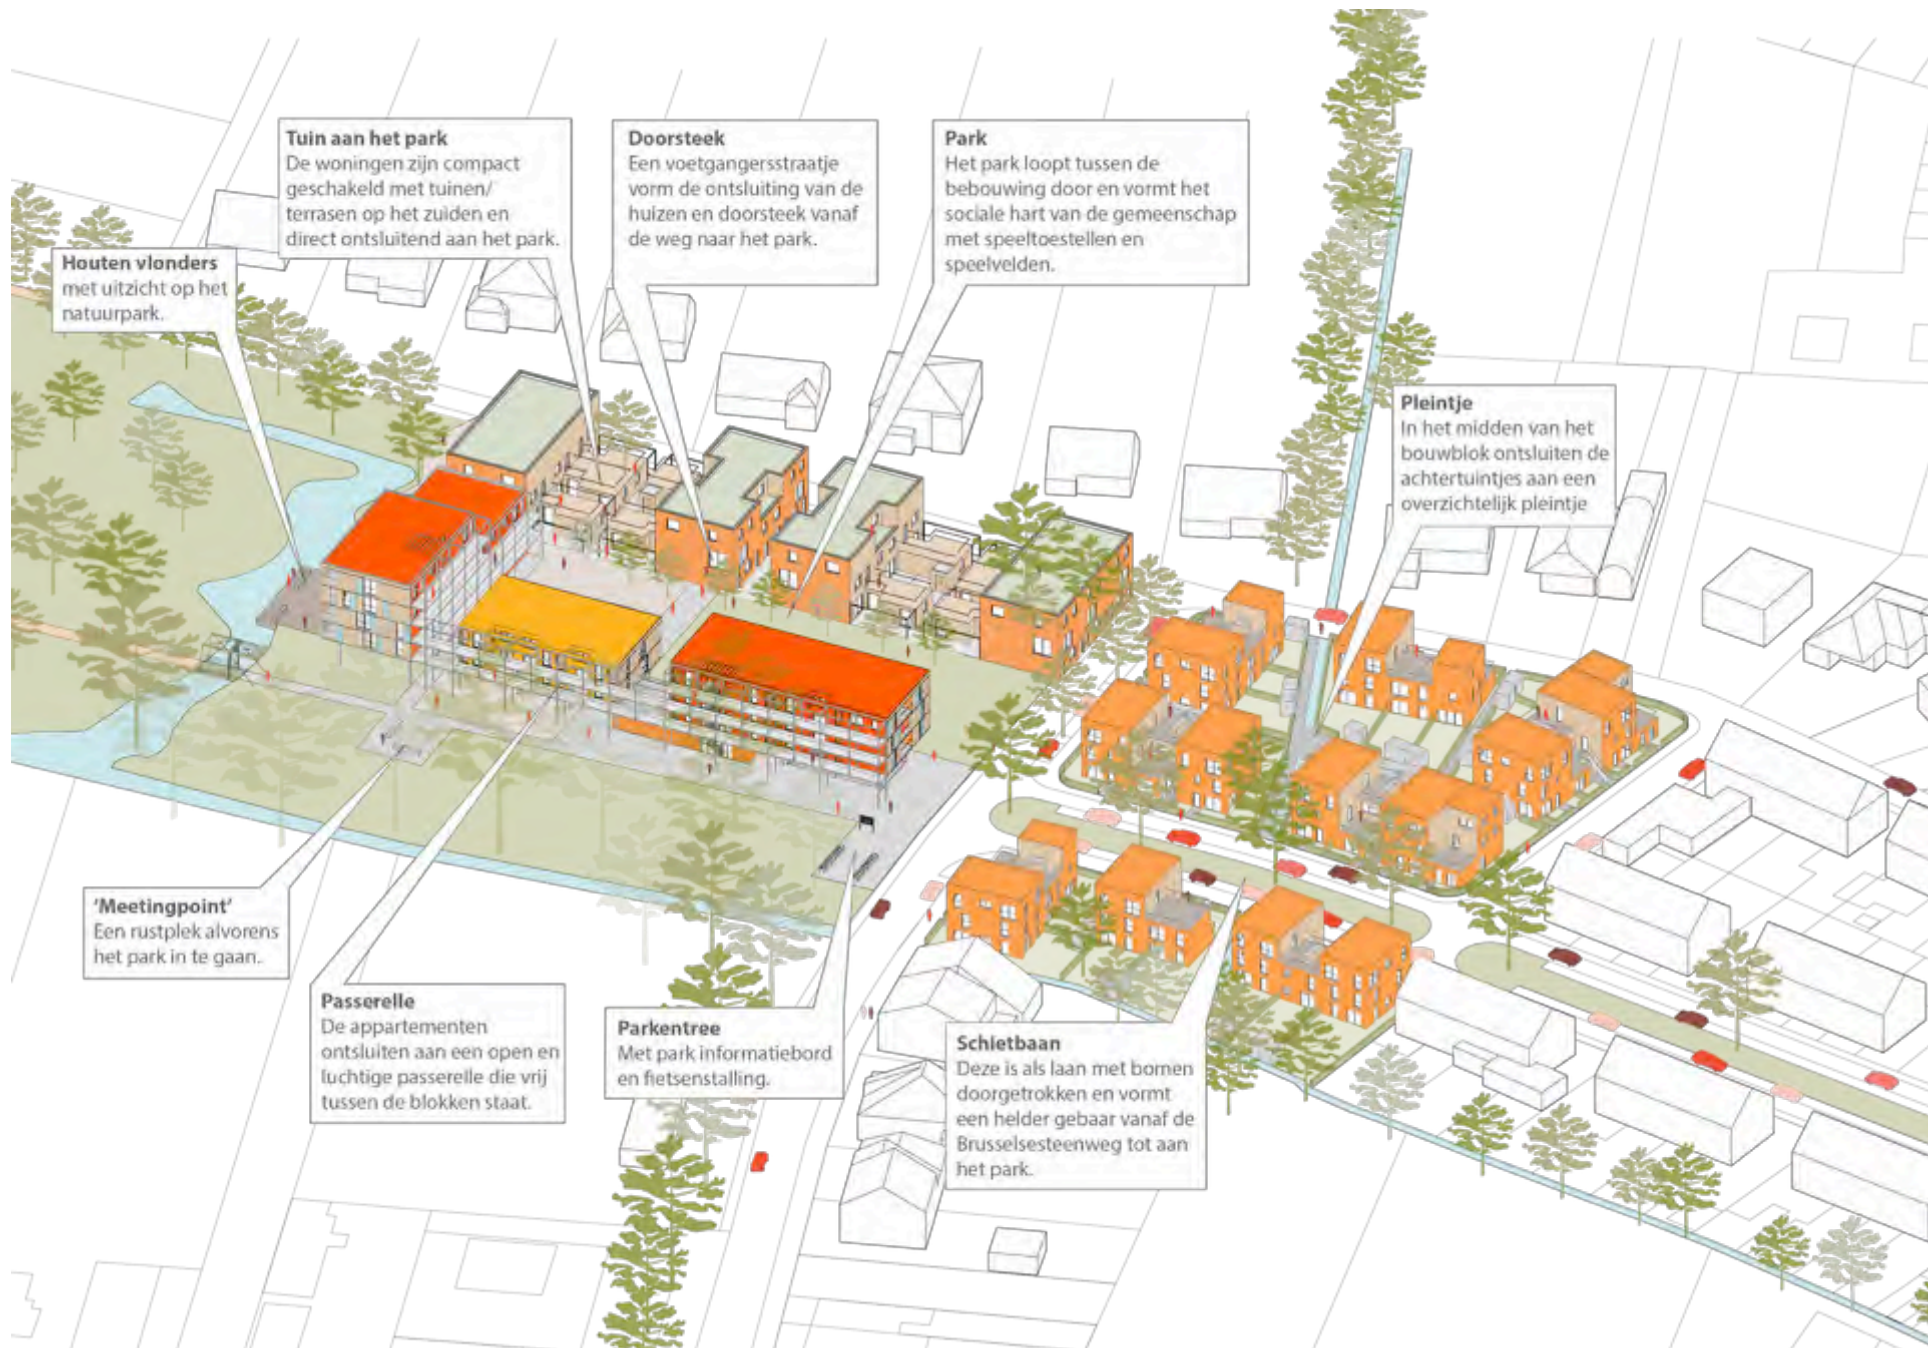 Tuin aan het park
De woningen zijn compact
geschakeld met tuinen/
terrasen op het zuiden en
direct ontsluitend aan het park.
Doorsteek
Een voetgangersstraatje
vorm de ontsluiting van de
huizen en doorsteek vanaf
de weg naar het park.
Park
Het park loopt tussen de
bebouwing door en vormt het
sociale hart van de gemeenschap
met speeltoestellen en
speelvelden.
Houten vlonders
met uitzicht op het
natuurpark.
Pleintje
In het midden van het
bouwblok ontsluiten de
achtertuintjes aan een
overzichtelijk pleintje
'Meetingpoint'
Een rustplek alvorens
het park in te gaan.
Passerelle
De appartementen
ontsluiten aan een open en
luchtige passerelle die vrij
tussen de blokken staat.
Parkentree
Met park informatiebord
en fietsenstalling.
Schietbaan
Deze is als laan met bomen
doorgetrokken en vormt
een helder gebaar vanaf de
Brusselsesteenweg tot aan
het park.